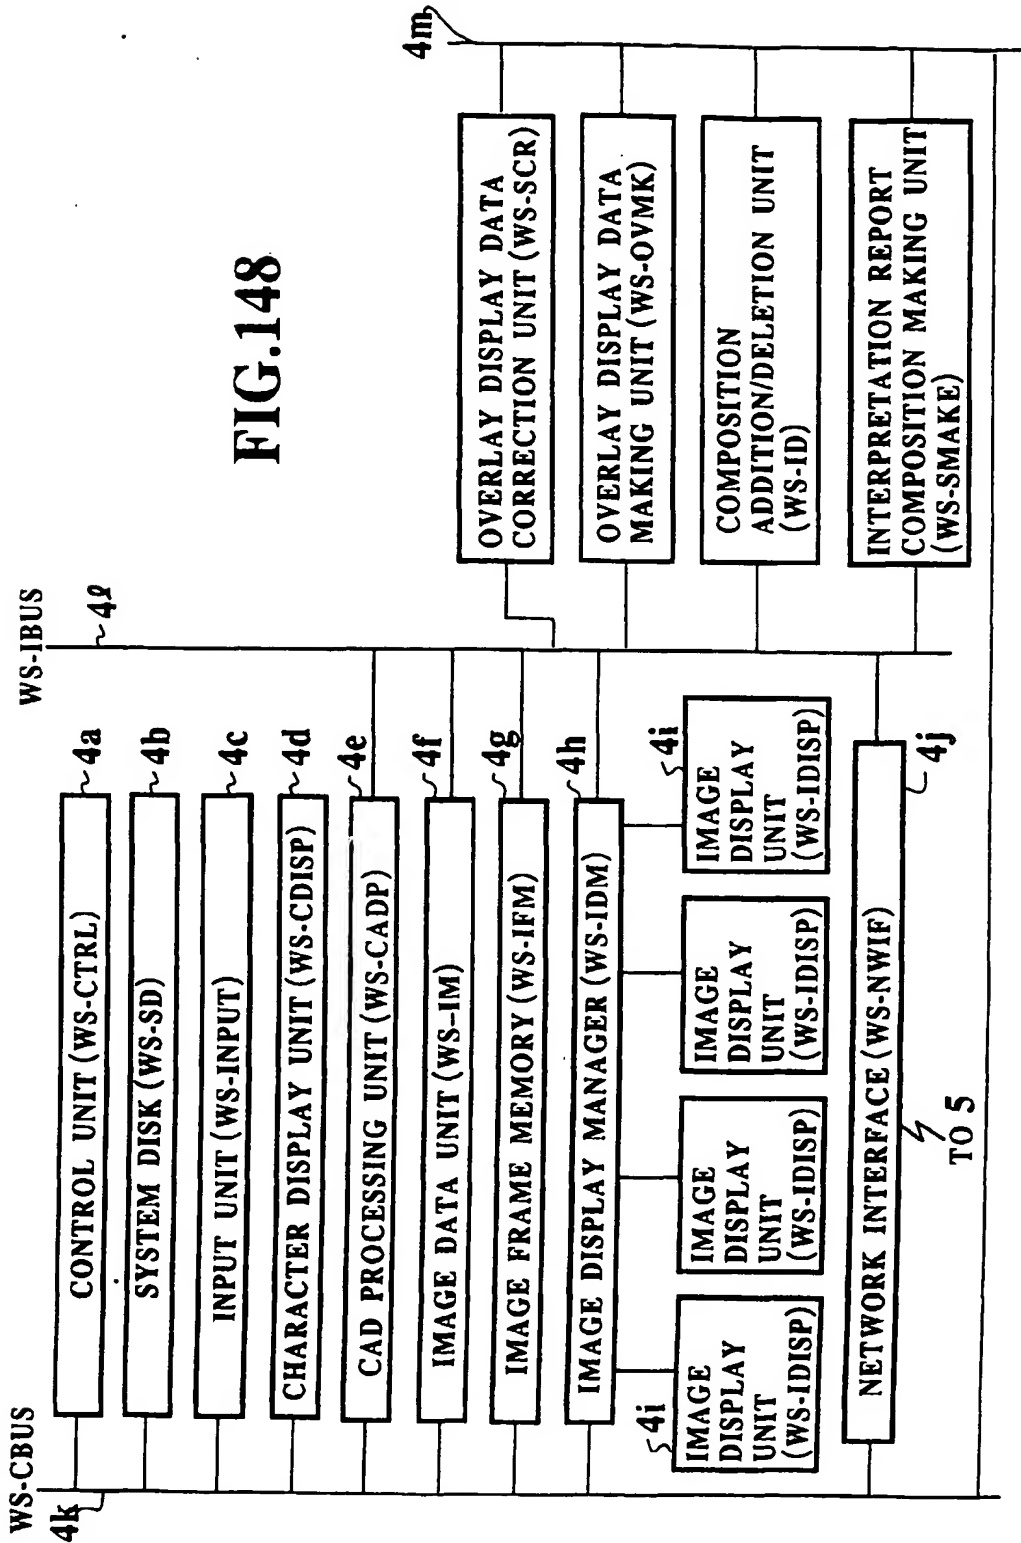 FIG.148
WS-CBUS
4k
WS-IBUS
4ℓ
4m
CONTROL UNIT (WS-CTRL)
4a
SYSTEM DISK (WS-SD)
4b
INPUT UNIT (WS-INPUT)
4c
CHARACTER DISPLAY UNIT (WS-CDISP)
4d
CAD PROCESSING UNIT (WS-CADP)
4e
IMAGE DATA UNIT (WS-IM)
4f
IMAGE FRAME MEMORY (WS-IFM)
4g
IMAGE DISPLAY MANAGER (WS-IDM)
4h
4i
IMAGE
DISPLAY
UNIT
(WS-IDISP)
IMAGE
DISPLAY
UNIT
(WS-IDISP)
IMAGE
DISPLAY
UNIT
(WS-IDISP)
4i
IMAGE
DISPLAY
UNIT
(WS-IDISP)
NETWORK INTERFACE (WS-NWIF)
4j
TO 5
OVERLAY DISPLAY DATA
CORRECTION UNIT (WS-SCR)
OVERLAY DISPLAY DATA
MAKING UNIT (WS-OVMK)
COMPOSITION
ADDITION/DELETION UNIT
(WS-ID)
INTERPRETATION REPORT
COMPOSITION MAKING UNIT
(WS-SMAKE)